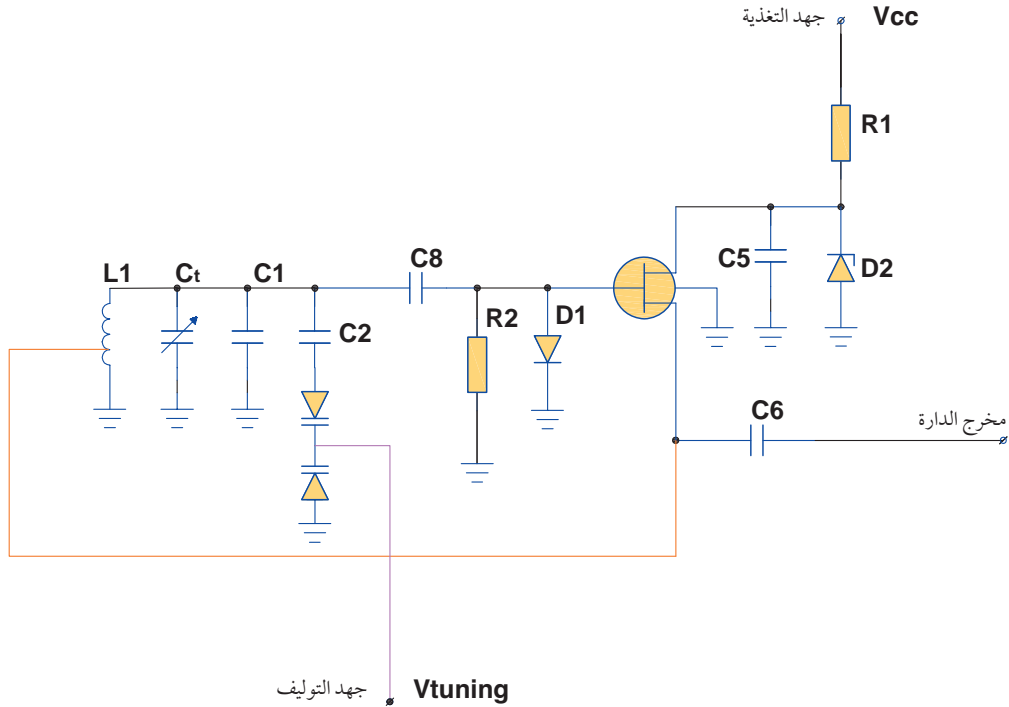 جهد التغذية Vcc
R1
C8
C5
D2
L1
Ct
C1
R2
D1
C2
C6
مخرج الدارة
جهد التوليف Vtuning